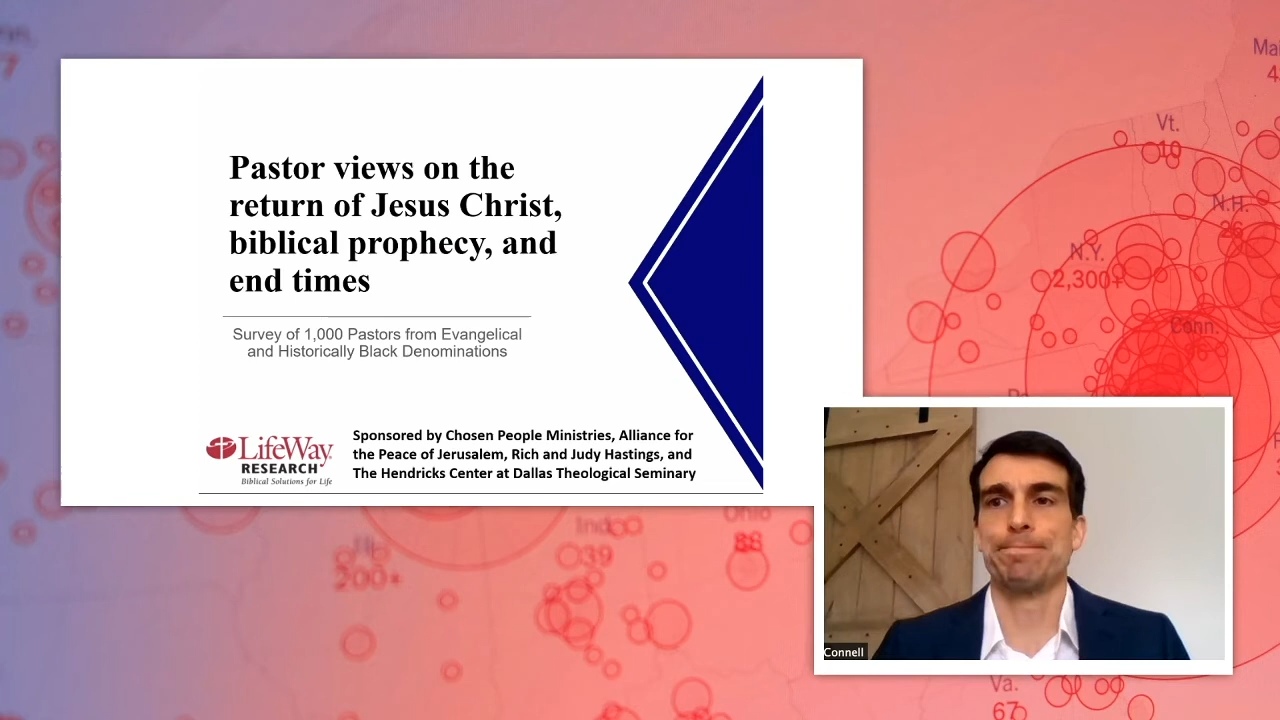 Pastor views on the
return of Jesus Christ,
biblical prophecy, and
end times
Survey of 1,000 Pastors from Evangelical
and Historically Black Denominations
LifeWay
RESEARCH
Biblical Solutions for Life
Sponsored by Chosen People Ministries, Alliance for
the Peace of Jerusalem, Rich and Judy Hastings, and
The Hendricks Center at Dallas Theological Seminary
Connell
7
Vt.
10
N.H.
26
N.Y.
2,300+
Conn.
Ind.
39
Ohio
88
200+
Va.
67